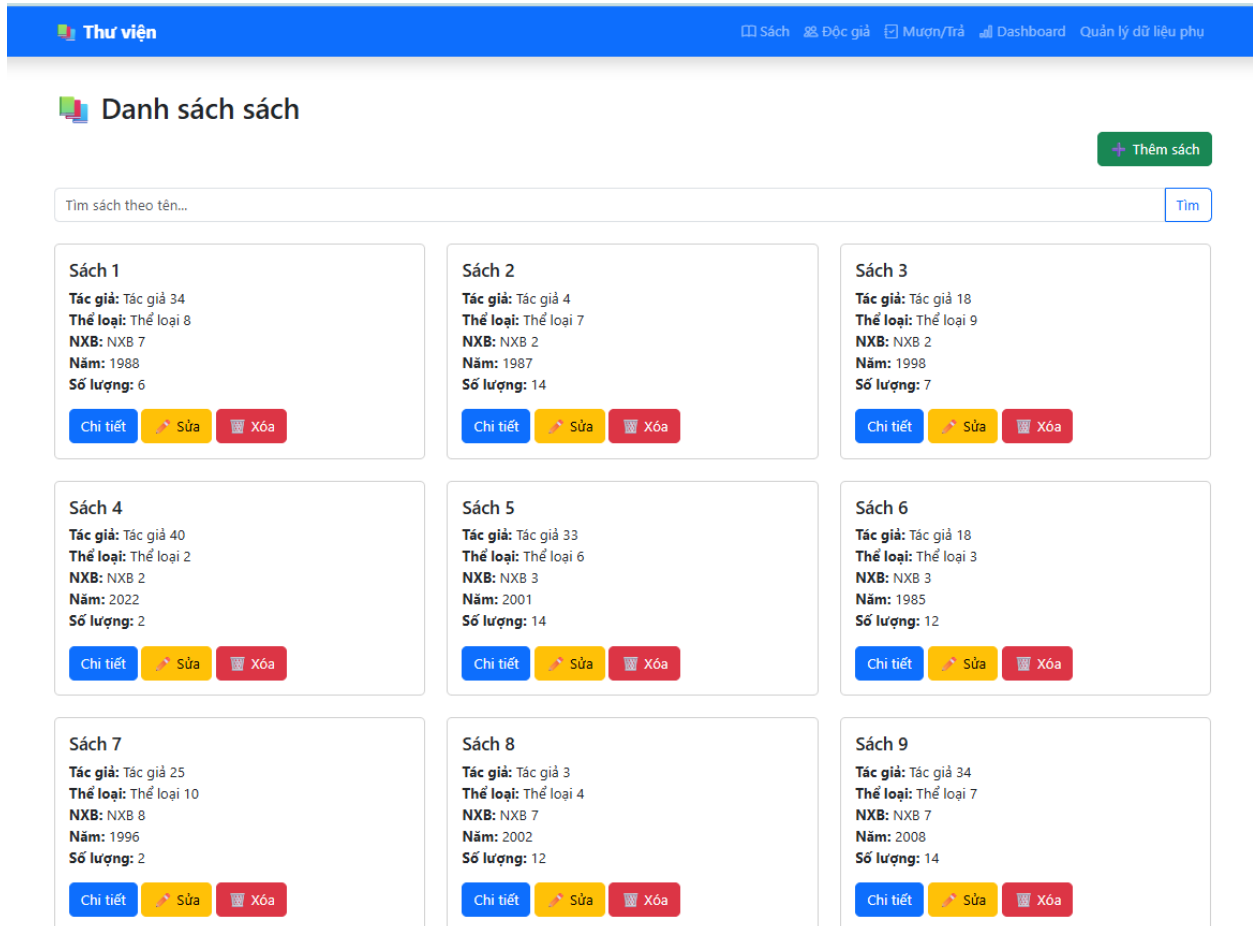 Thư viện
Sách Độc giả Mượn/Trả Dashboard Quản lý dữ liệu phụ
Danh sách sách
Thêm sách
Tìm sách theo tên... Tìm
Sách 1
Tác giả: Tác giả 34
Thể loại: Thể loại 8
NXB: NXB 7
Năm: 1988
Số lượng: 6
Chi tiết Sửa Xóa
Sách 2
Tác giả: Tác giả 4
Thể loại: Thể loại 7
NXB: NXB 2
Năm: 1987
Số lượng: 14
Chi tiết Sửa Xóa
Sách 3
Tác giả: Tác giả 18
Thể loại: Thể loại 9
NXB: NXB 2
Năm: 1998
Số lượng: 7
Chi tiết Sửa Xóa
Sách 4
Tác giả: Tác giả 40
Thể loại: Thể loại 2
NXB: NXB 2
Năm: 2022
Số lượng: 2
Chi tiết Sửa Xóa
Sách 5
Tác giả: Tác giả 33
Thể loại: Thể loại 6
NXB: NXB 3
Năm: 2001
Số lượng: 14
Chi tiết Sửa Xóa
Sách 6
Tác giả: Tác giả 18
Thể loại: Thể loại 3
NXB: NXB 3
Năm: 1985
Số lượng: 12
Chi tiết Sửa Xóa
Sách 7
Tác giả: Tác giả 25
Thể loại: Thể loại 10
NXB: NXB 8
Năm: 1996
Số lượng: 2
Chi tiết Sửa Xóa
Sách 8
Tác giả: Tác giả 3
Thể loại: Thể loại 4
NXB: NXB 7
Năm: 2002
Số lượng: 12
Chi tiết Sửa Xóa
Sách 9
Tác giả: Tác giả 34
Thể loại: Thể loại 7
NXB: NXB 7
Năm: 2008
Số lượng: 14
Chi tiết Sửa Xóa